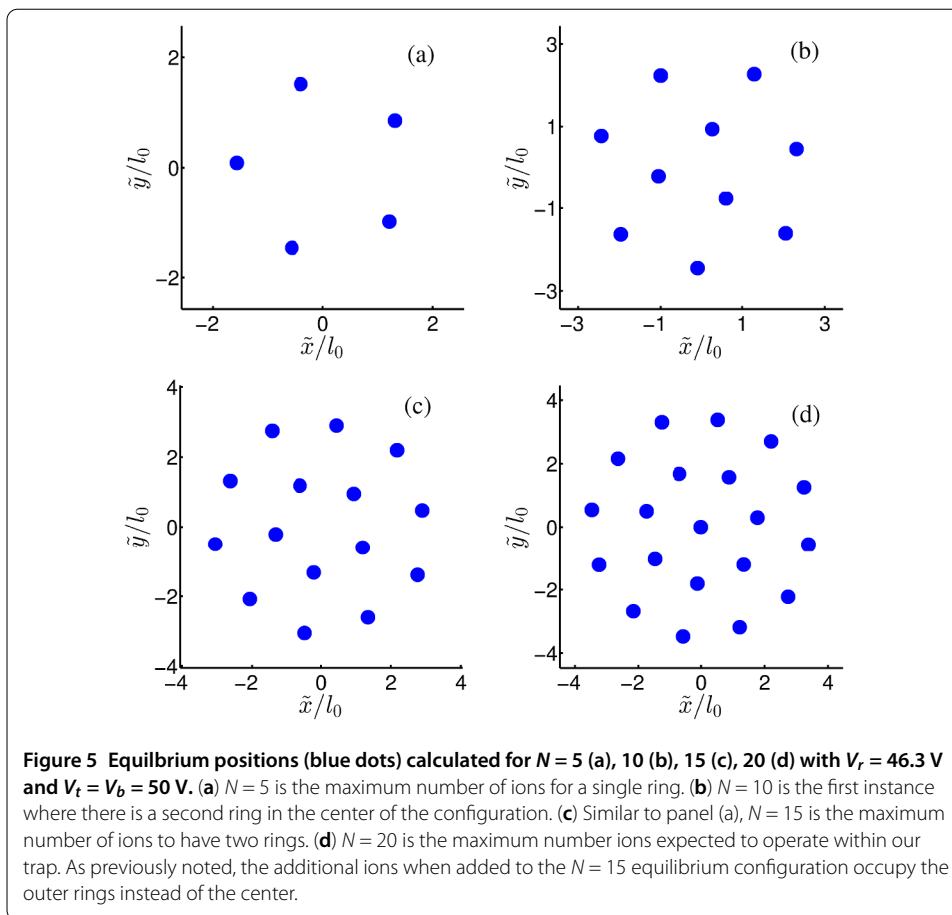 (a)
2
0
−2
ỹ/l₀
−2 0 2
x̃/l₀
(b)
3
1
−1
−3
ỹ/l₀
−3 −1 1 3
x̃/l₀
(c)
4
2
0
−2
−4
ỹ/l₀
−4 −2 0 2 4
x̃/l₀
(d)
4
2
0
−2
−4
ỹ/l₀
−4 −2 0 2 4
x̃/l₀
Figure 5 Equilbrium positions (blue dots) calculated for N = 5 (a), 10 (b), 15 (c), 20 (d) with Vr = 46.3 V
and Vt = Vb = 50 V. (a) N = 5 is the maximum number of ions for a single ring. (b) N = 10 is the first instance
where there is a second ring in the center of the configuration. (c) Similar to panel (a), N = 15 is the maximum
number of ions to have two rings. (d) N = 20 is the maximum number ions expected to operate within our
trap. As previously noted, the additional ions when added to the N = 15 equilibrium configuration occupy the
outer rings instead of the center.